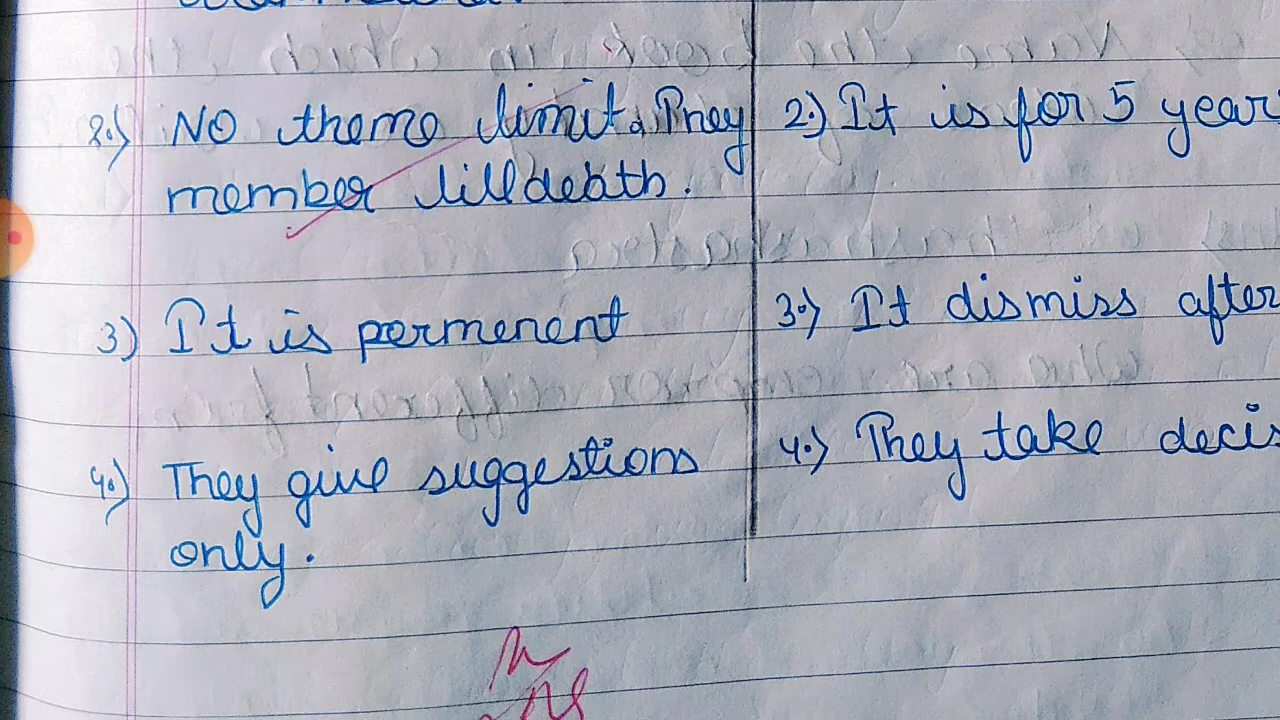 2.) No theme limit. They
member till death.
3) It is permenent
4.) They give suggestions
only.
2.) It is for 5 year
3.) It dismiss after
4.) They take decis